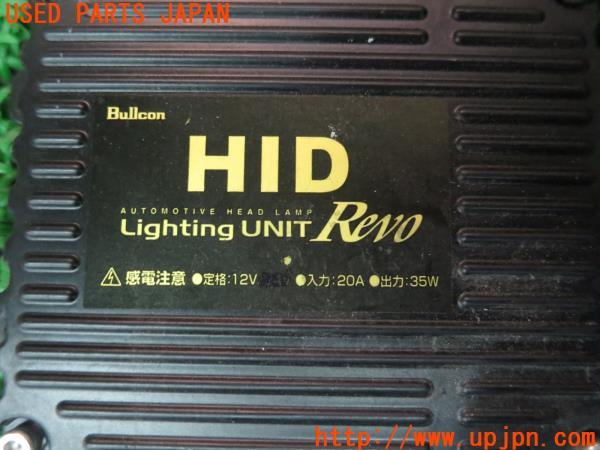 USED PARTS JAPAN
Bullcon
HID
AUTOMOTIVE HEAD LAMP
Lighting UNIT Revo
感電注意 ●定格:12V ●入力:20A ●出力:35W
http://www.upjpn.com